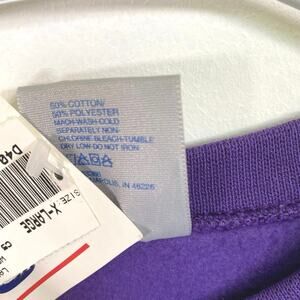 50% COTTON/
50% POLYESTER
MACH-WASH-COLD
SEPARATELY NON-
CHLORINE BLEACH-TUMBLE
DRY LOW-DO NOT IRON
IN 46226
SIZE: X-LARGE
D48